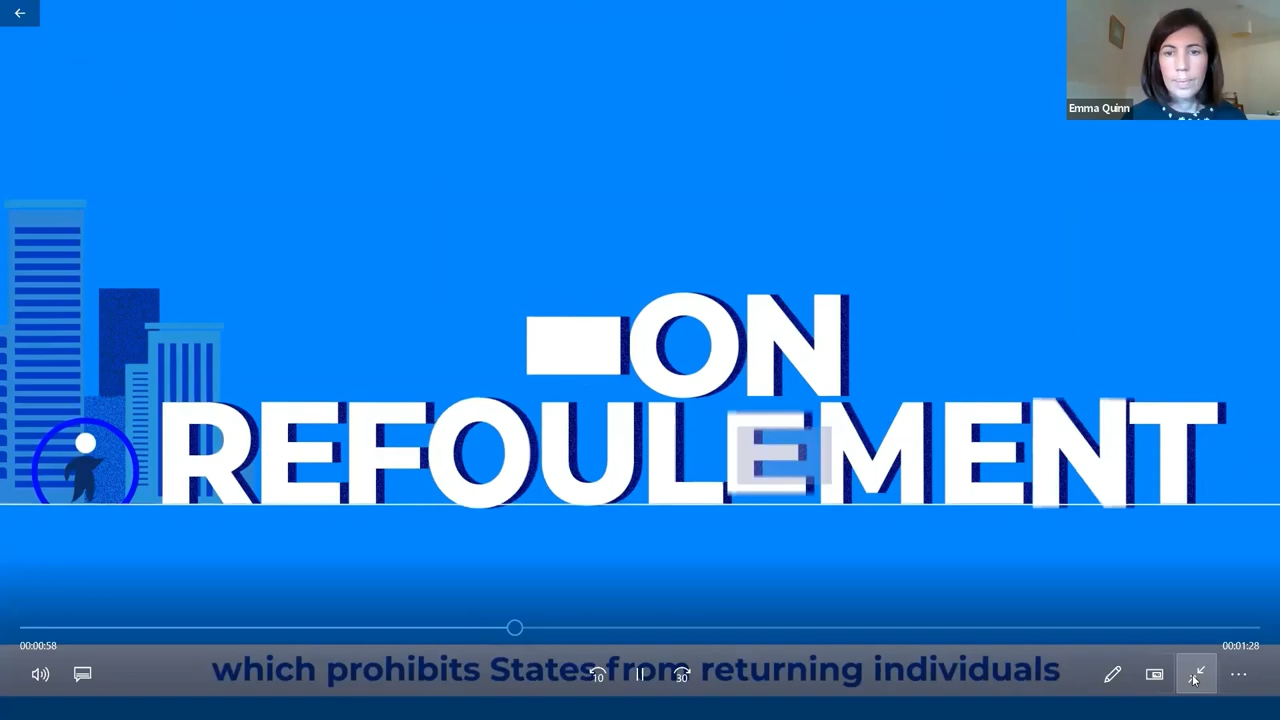 Emma Quinn
ON
REFOULEMENT
00:00:58
00:01:28
which prohibits States from returning individuals
10
30